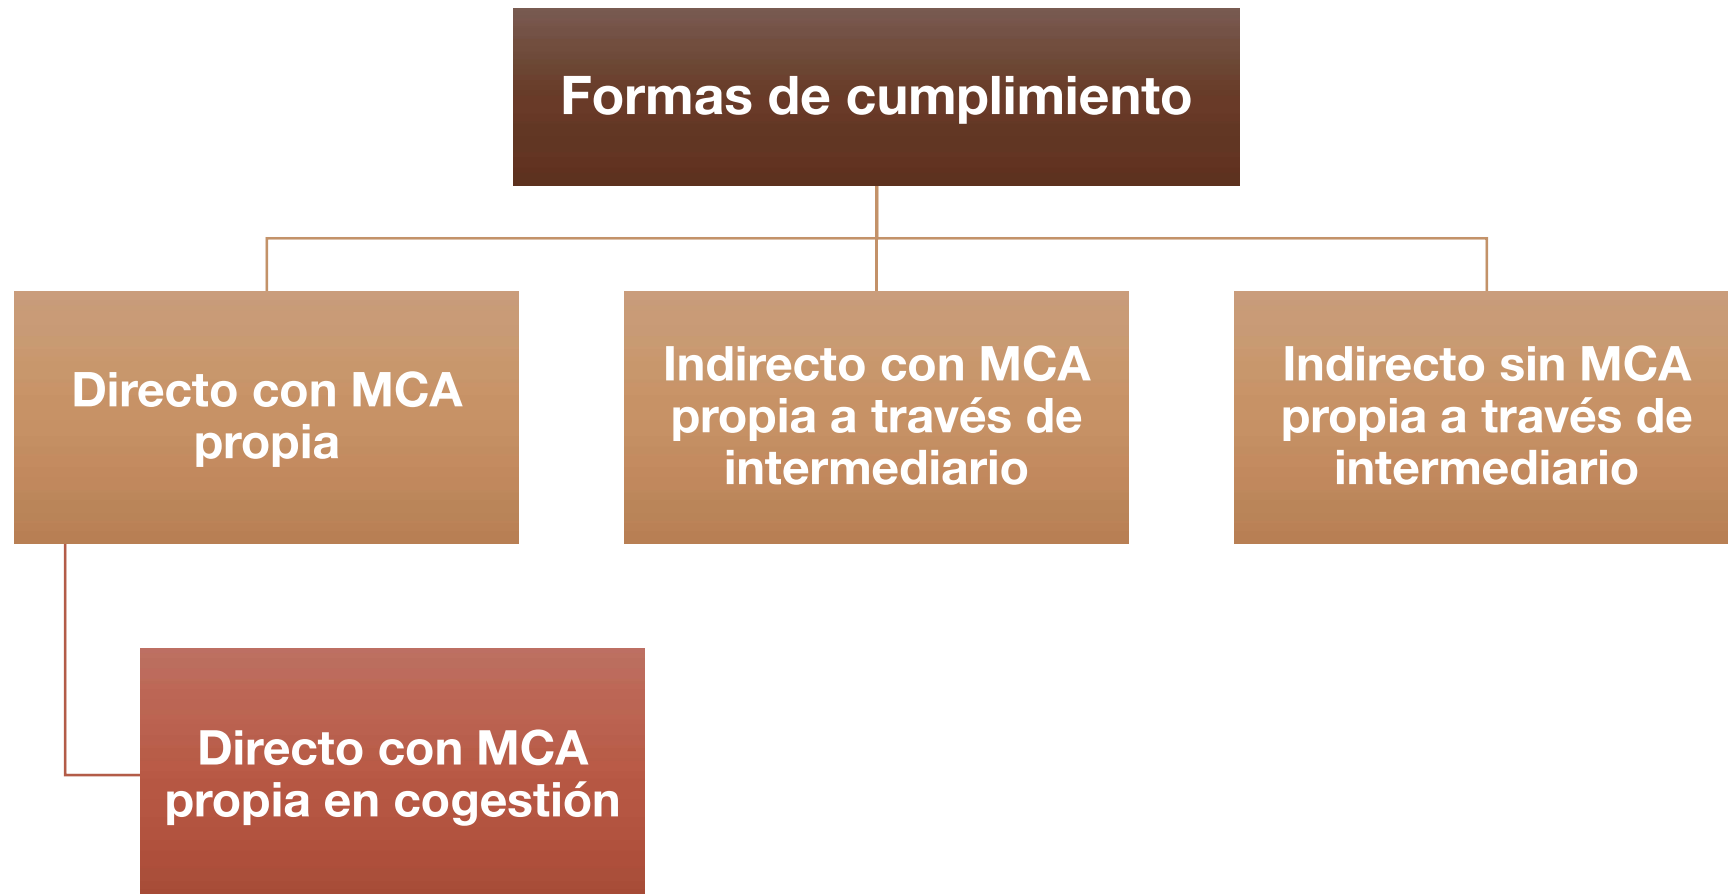 Formas de cumplimiento
Directo con MCA
propia
Indirecto con MCA
propia a través de
intermediario
Indirecto sin MCA
propia a través de
intermediario
Directo con MCA
propia en cogestión